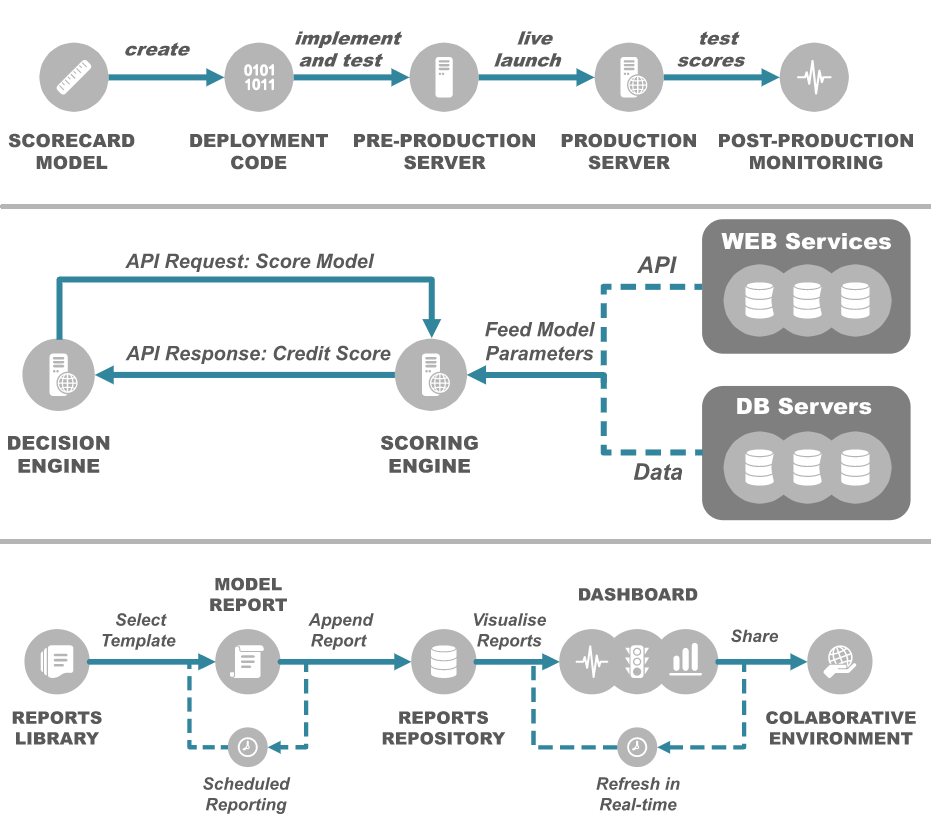 create
implement
and test
live
launch
test
scores
0101
1011
SCORECARD
MODEL
DEPLOYMENT
CODE
PRE-PRODUCTION
SERVER
PRODUCTION
SERVER
POST-PRODUCTION
MONITORING
API Request: Score Model
API Response: Credit Score
DECISION
ENGINE
SCORING
ENGINE
Feed Model
Parameters
API
Data
WEB Services
DB Servers
Select
Template
MODEL
REPORT
Append
Report
Visualise
Reports
DASHBOARD
Share
REPORTS
LIBRARY
REPORTS
REPOSITORY
COLABORATIVE
ENVIRONMENT
Scheduled
Reporting
Refresh in
Real-time